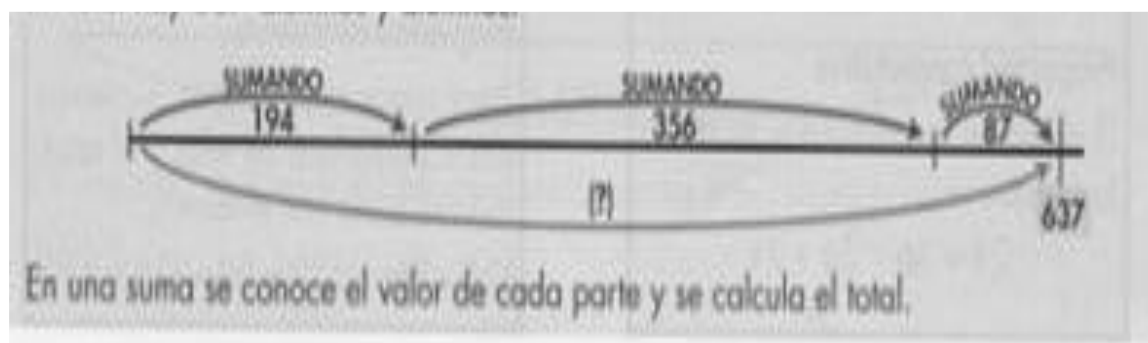 SUMANDO SUMANDO SUMANDO
194 356 87
(?)
637
En una suma se conoce el valor de cada parte y se calcula el total.